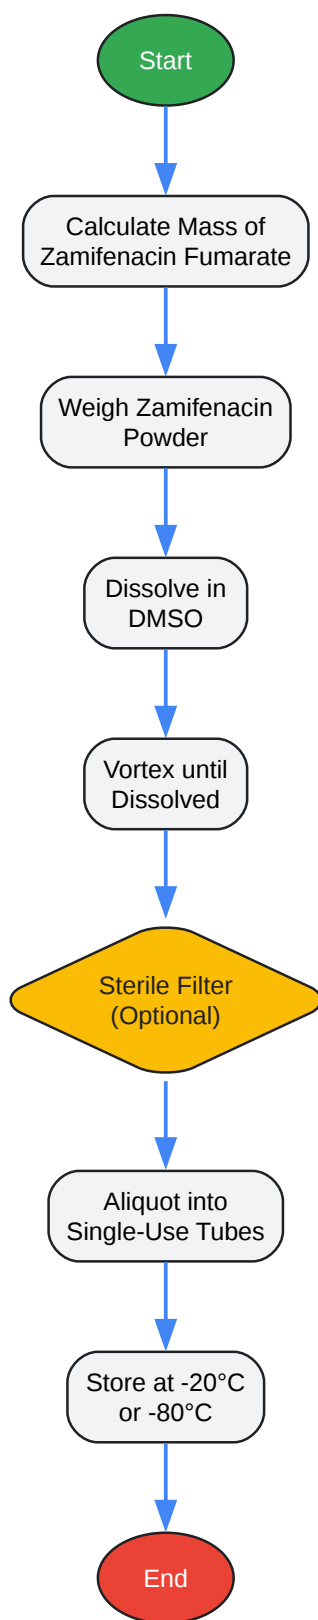 Start
Calculate Mass of
Zamifenacin Fumarate
Weigh Zamifenacin
Powder
Dissolve in
DMSO
Vortex until
Dissolved
Sterile Filter
(Optional)
Aliquot into
Single-Use Tubes
Store at -20°C
or -80°C
End